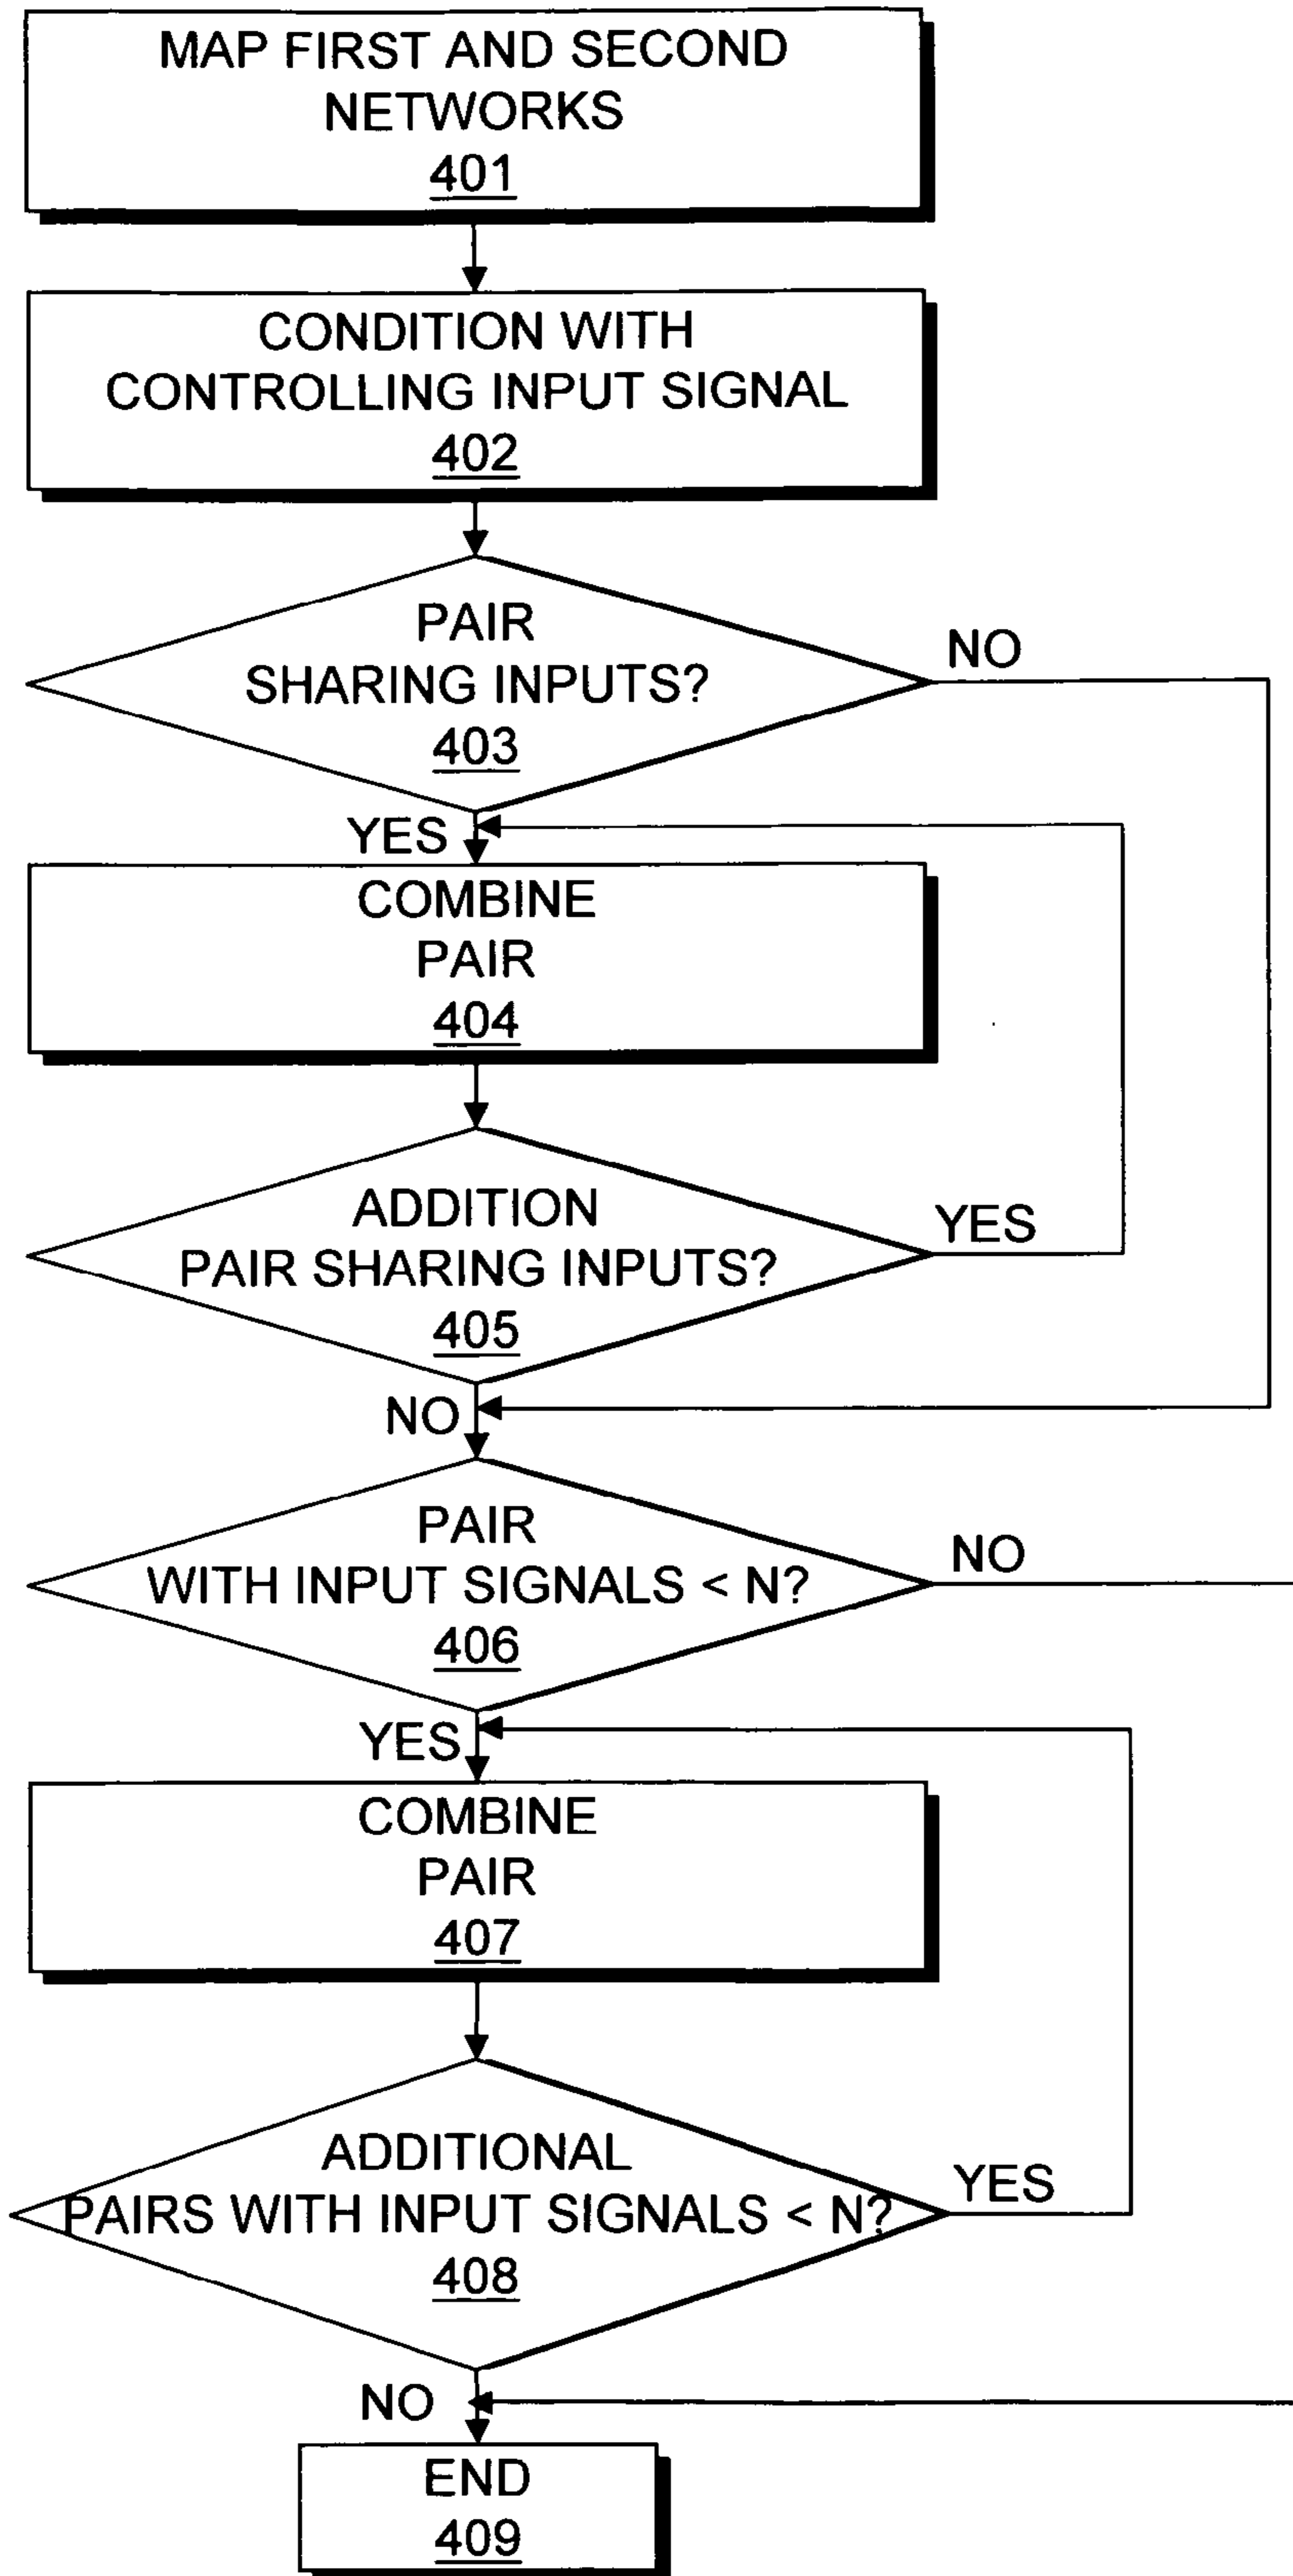 MAP FIRST AND SECOND
NETWORKS
401
CONDITION WITH
CONTROLLING INPUT SIGNAL
402
PAIR
SHARING INPUTS?
403
NO
YES
COMBINE
PAIR
404
ADDITION
PAIR SHARING INPUTS?
405
YES
NO
PAIR
WITH INPUT SIGNALS < N?
406
NO
YES
COMBINE
PAIR
407
ADDITIONAL
PAIRS WITH INPUT SIGNALS < N?
408
YES
NO
END
409